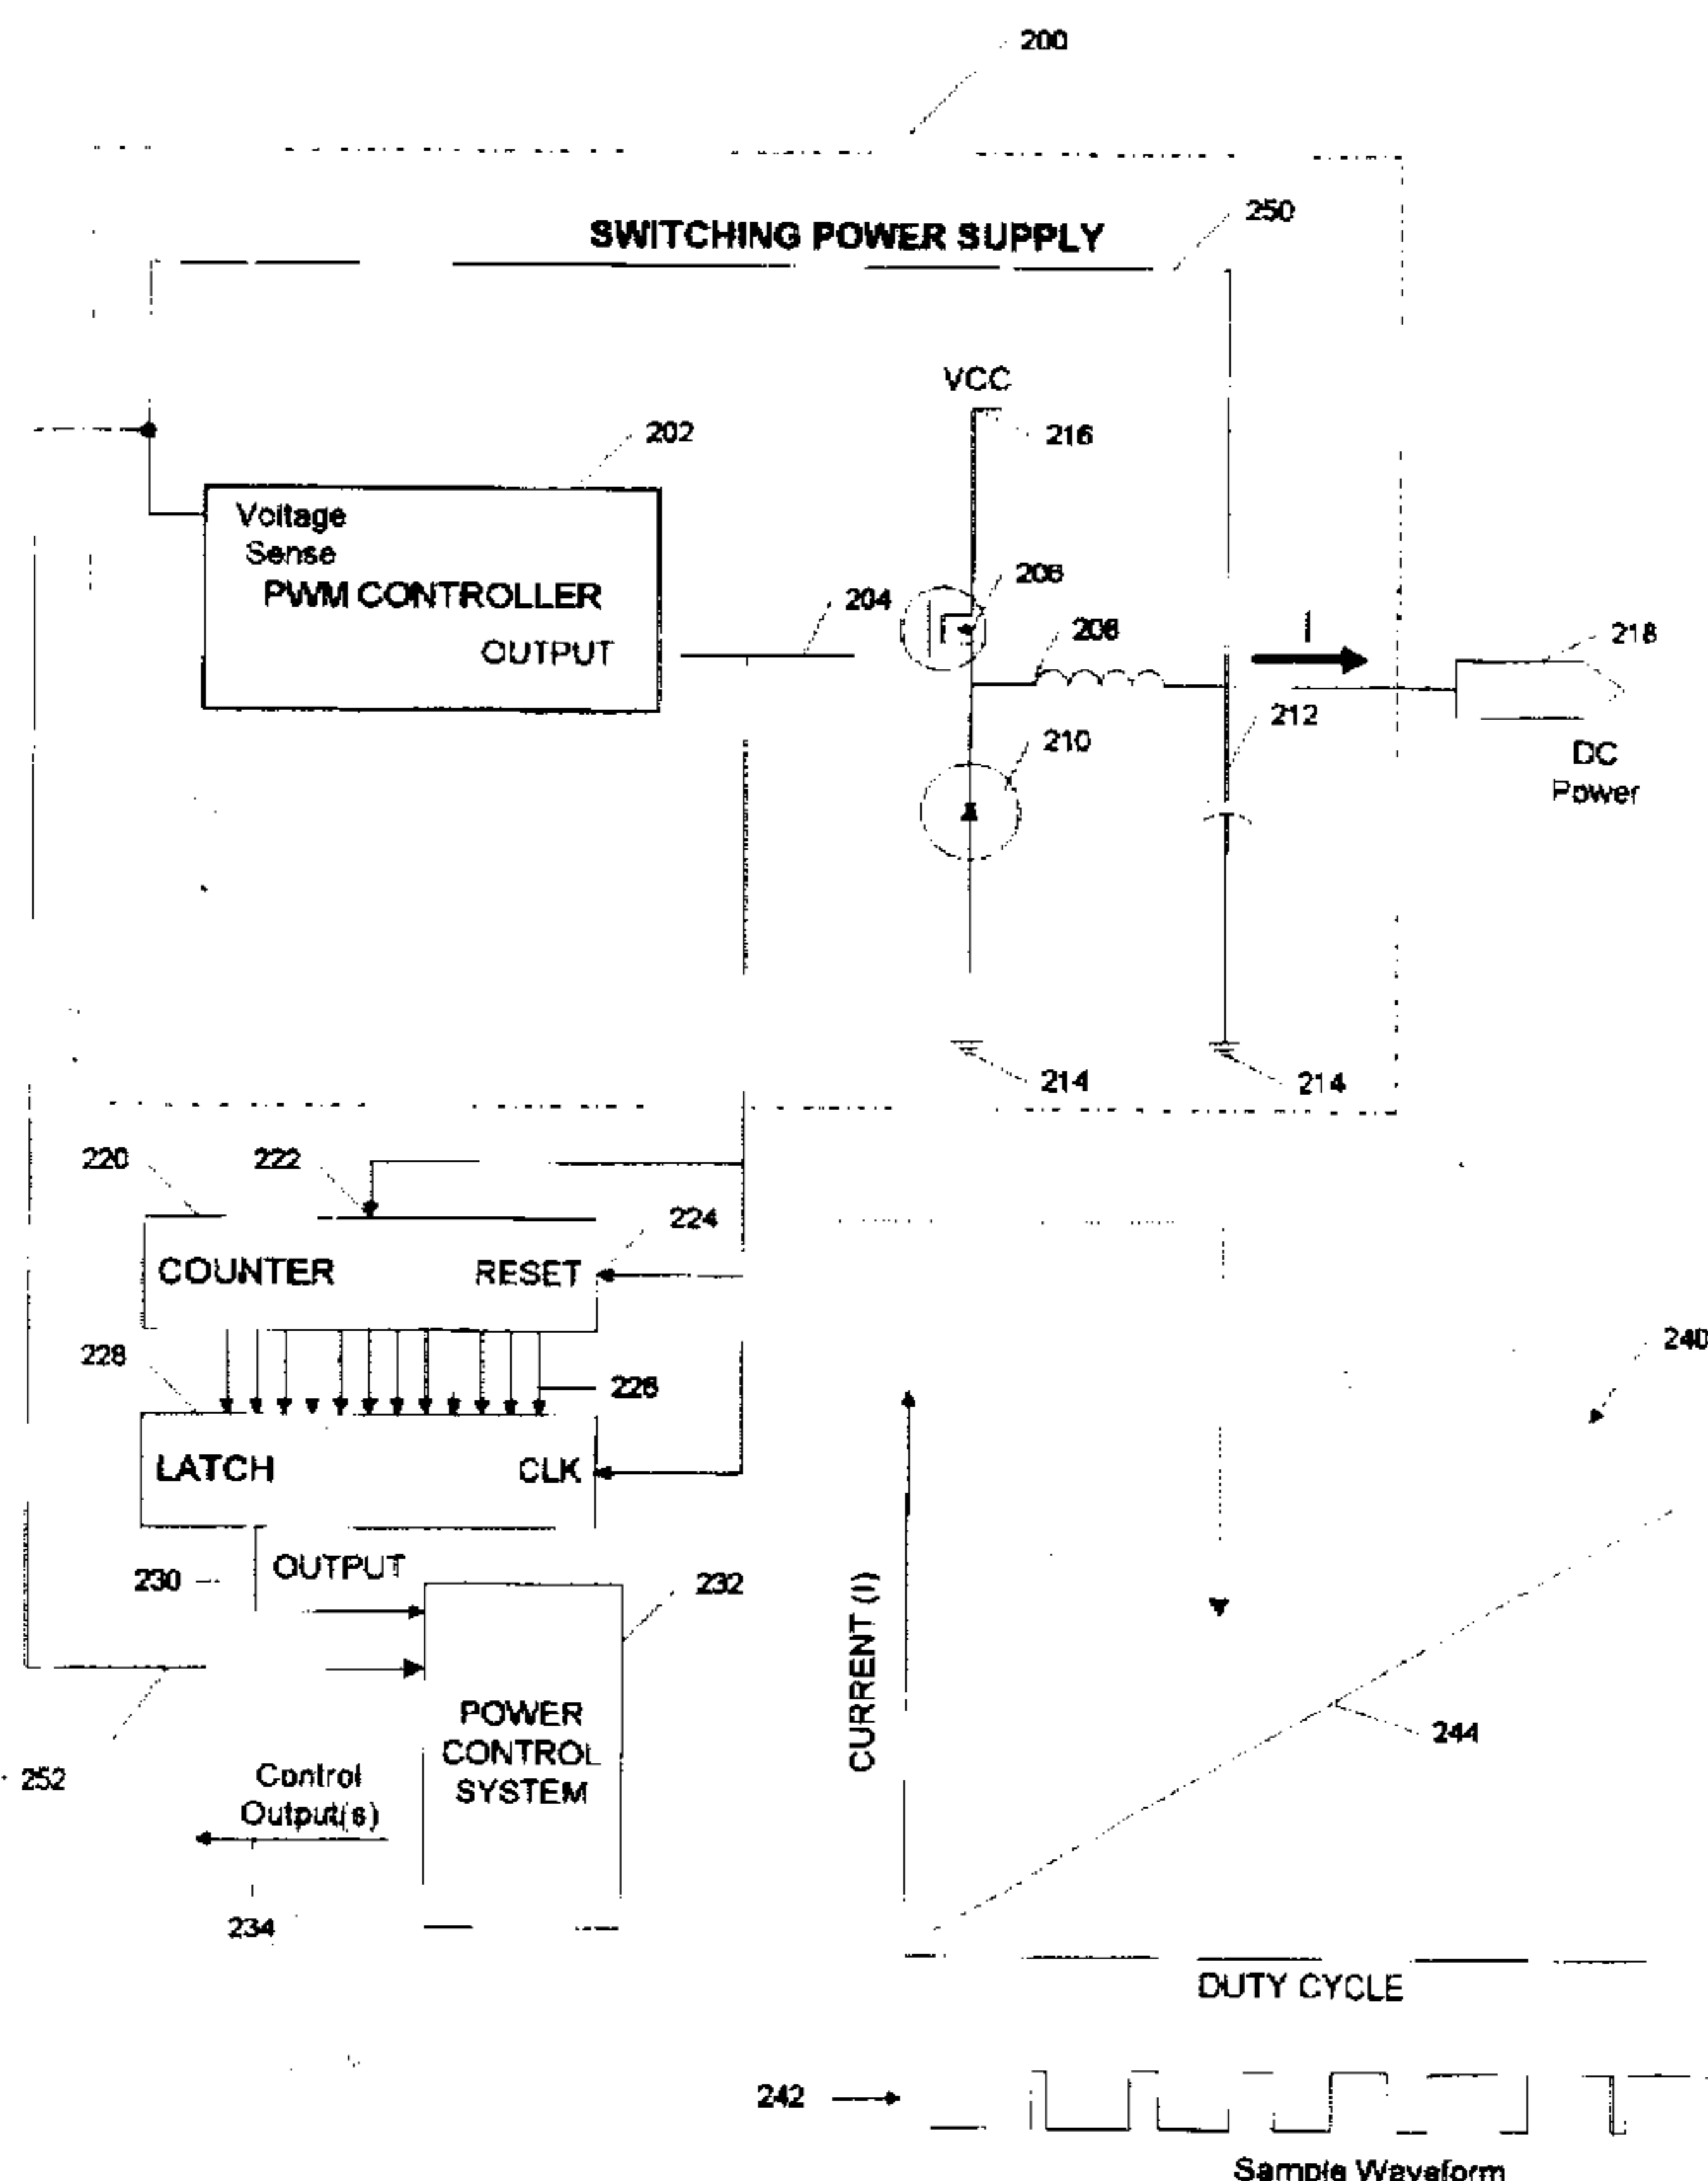 200
SWITCHING POWER SUPPLY
250
VCC
216
202
Voltage
Sense
PWM CONTROLLER
OUTPUT
204
206
208
I
218
212
210
DC
Power
214
214
220
222
224
COUNTER
RESET
228
226
240
LATCH
CLK
OUTPUT
230
232
CURRENT (I)
POWER
CONTROL
SYSTEM
244
252
Control
Output(s)
234
DUTY CYCLE
242
Sample Waveform